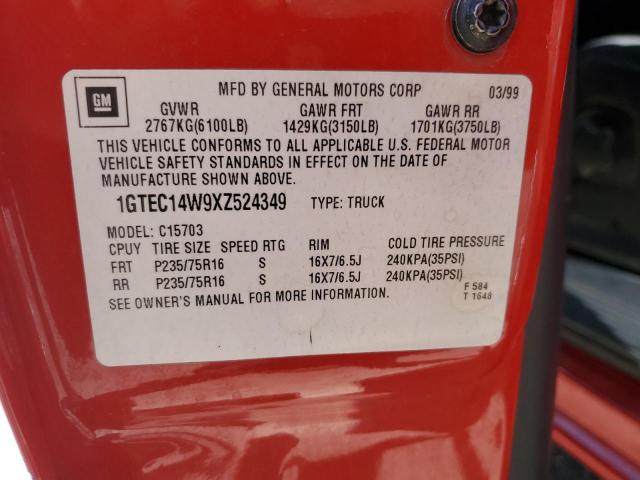 GM
MFD BY GENERAL MOTORS CORP 03/99
GVWR GAWR FRT GAWR RR
2767KG(6100LB) 1429KG(3150LB) 1701KG(3750LB)
THIS VEHICLE CONFORMS TO ALL APPLICABLE U.S. FEDERAL MOTOR
VEHICLE SAFETY STANDARDS IN EFFECT ON THE DATE OF
MANUFACTURE SHOWN ABOVE.
1GTEC14W9XZ524349 TYPE: TRUCK
MODEL: C15703
CPUY TIRE SIZE SPEED RTG RIM COLD TIRE PRESSURE
FRT P235/75R16 S 16X7/6.5J 240KPA(35PSI)
RR P235/75R16 S 16X7/6.5J 240KPA(35PSI)
SEE OWNER'S MANUAL FOR MORE INFORMATION.
F 584
T 1648